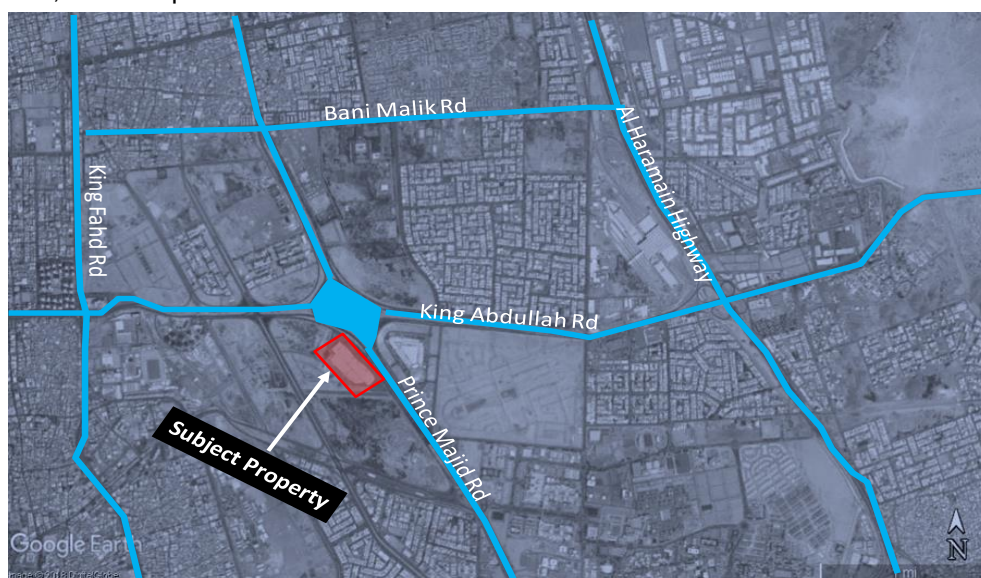 Bani Malik Rd
Al Haramain Highway
King Fahd Rd
King Abdullah Rd
Prince Majid Rd
Subject Property
Google Earth
N
mi